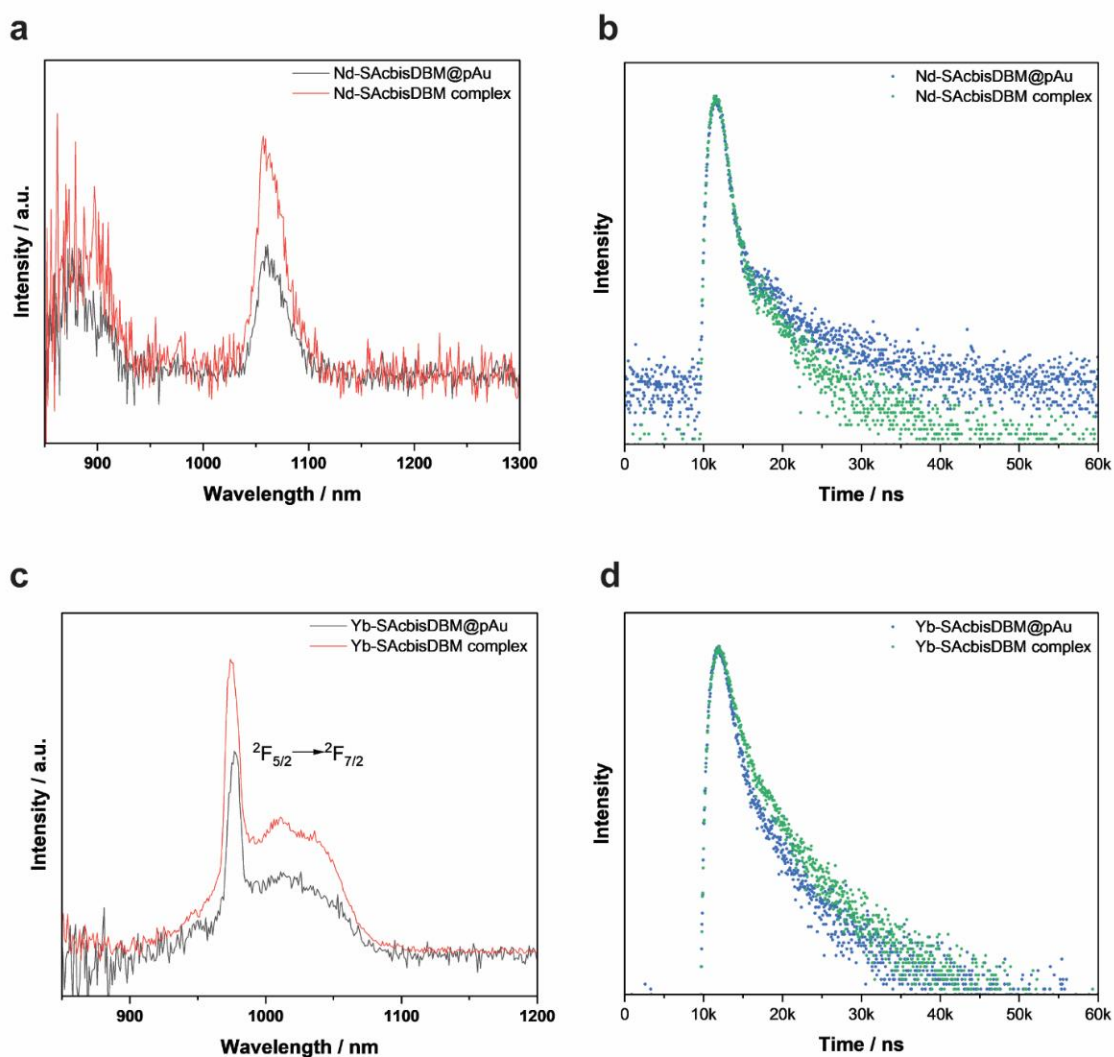 a
Nd-SAcbisDBM@pAu
Nd-SAcbisDBM complex
Intensity / a.u.
900 1000 1100 1200 1300
Wavelength / nm
b
Nd-SAcbisDBM@pAu
Nd-SAcbisDBM complex
Intensity
0 10k 20k 30k 40k 50k 60k
Time / ns
c
Yb-SAcbisDBM@pAu
Yb-SAcbisDBM complex
²F₅/₂ → ²F₇/₂
Intensity / a.u.
900 1000 1100 1200
Wavelength / nm
d
Yb-SAcbisDBM@pAu
Yb-SAcbisDBM complex
Intensity
0 10k 20k 30k 40k 50k 60k
Time / ns